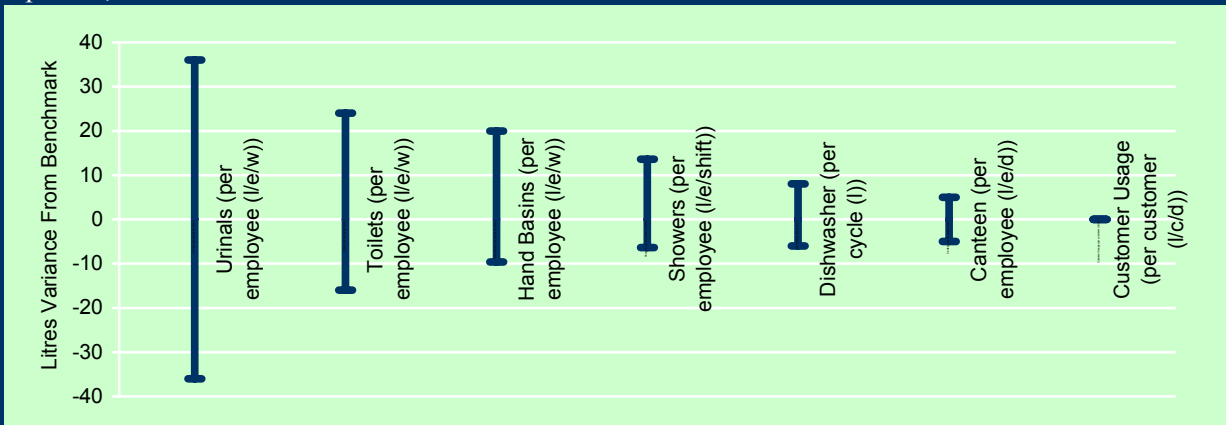 Litres Variance From Benchmark
40
30
20
10
0
-10
-20
-30
-40
Urinals (per
employee (l/e/w))
Toilets (per
employee (l/e/w))
Hand Basins (per
employee (l/e/w))
Showers (per
employee (l/e/shift))
Dishwasher (per
cycle (l))
Canteen (per
employee (l/e/d))
Customer Usage
(per customer
(l/c/d))